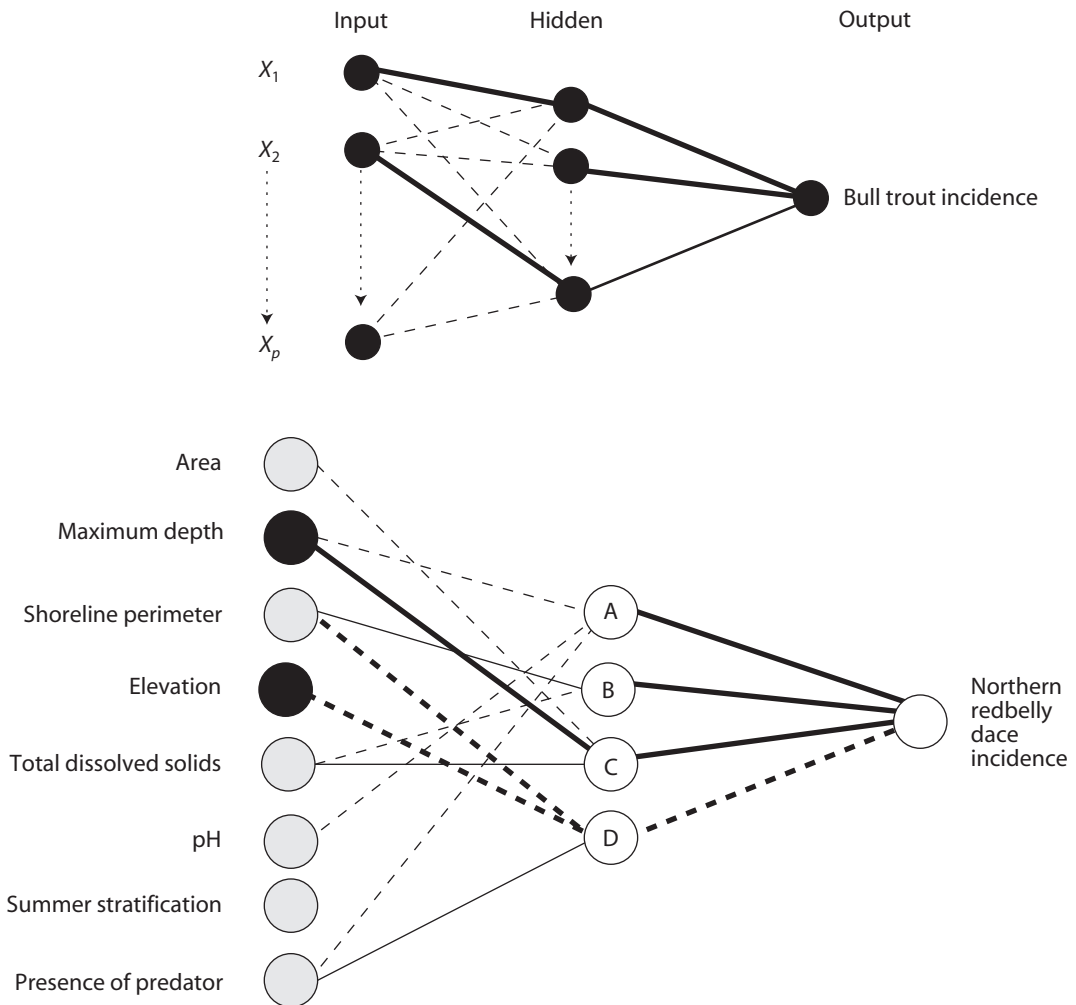 Input Hidden Output
X1
X2
Xp
Bull trout incidence
Area
Maximum depth
Shoreline perimeter
Elevation
Total dissolved solids
pH
Summer stratification
Presence of predator
A
B
C
D
Northern
redbelly
dace
incidence